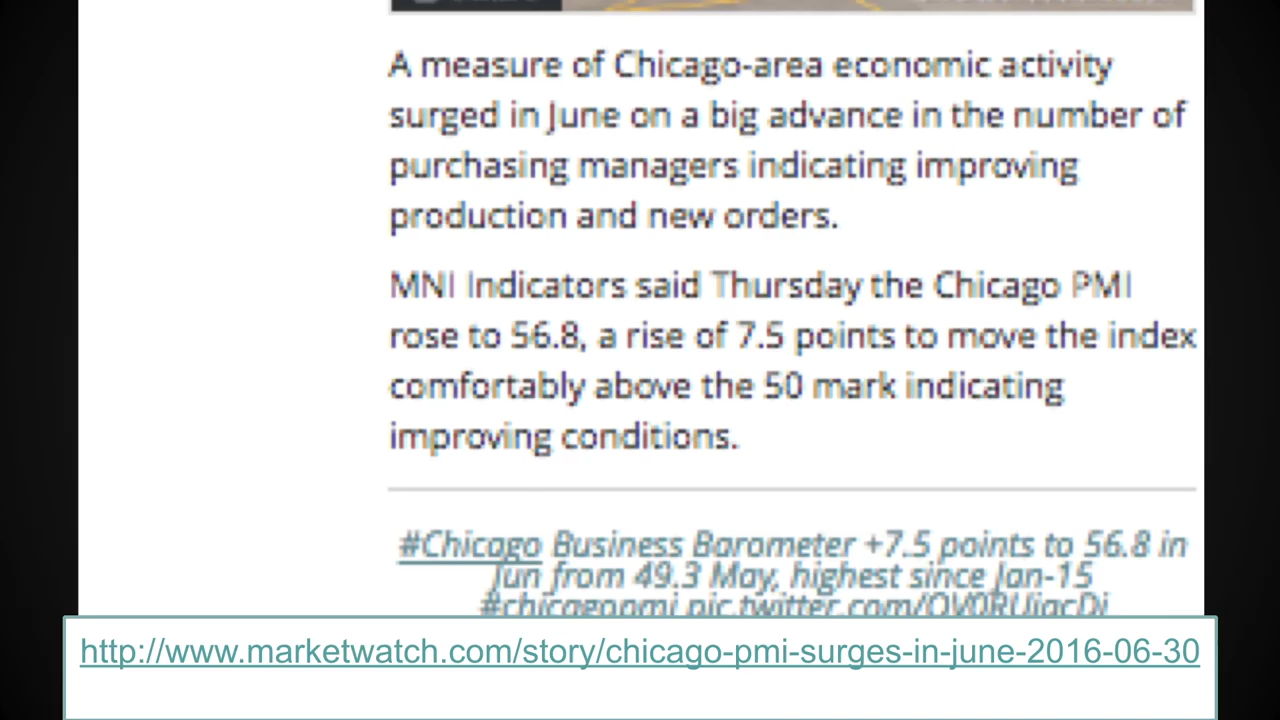 A measure of Chicago-area economic activity
surged in June on a big advance in the number of
purchasing managers indicating improving
production and new orders.
MNI Indicators said Thursday the Chicago PMI
rose to 56.8, a rise of 7.5 points to move the index
comfortably above the 50 mark indicating
improving conditions.
#Chicago Business Barometer +7.5 points to 56.8 in
Jun from 49.3 May, highest since Jan-15
#chicagopmi
http://www.marketwatch.com/story/chicago-pmi-surges-in-june-2016-06-30